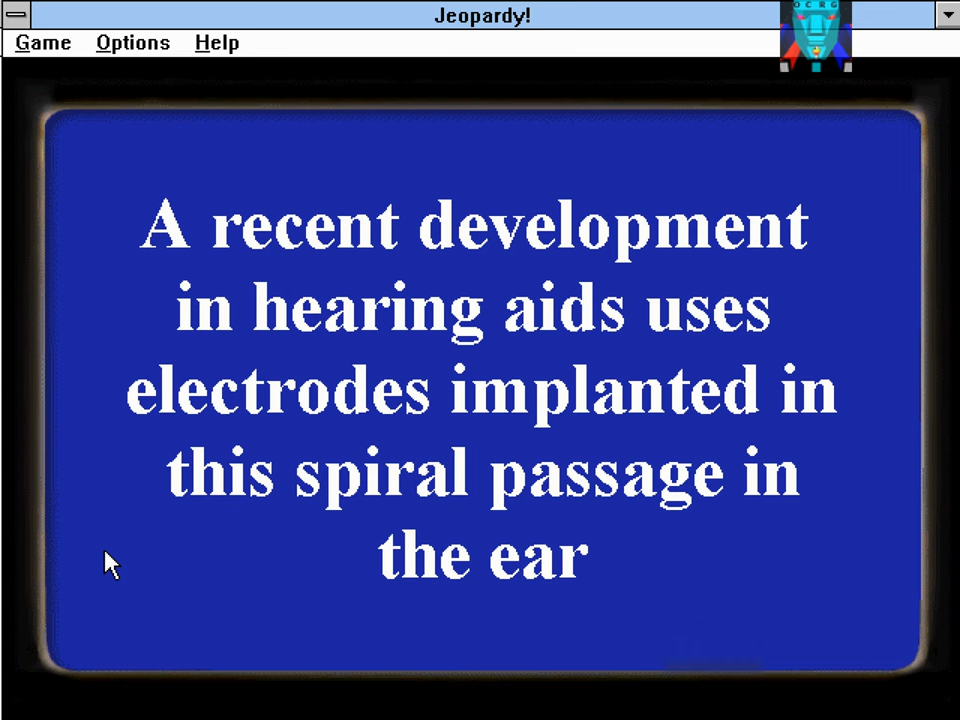 Jeopardy!
Game Options Help
OCRG
A recent development
in hearing aids uses
electrodes implanted in
this spiral passage in
the ear